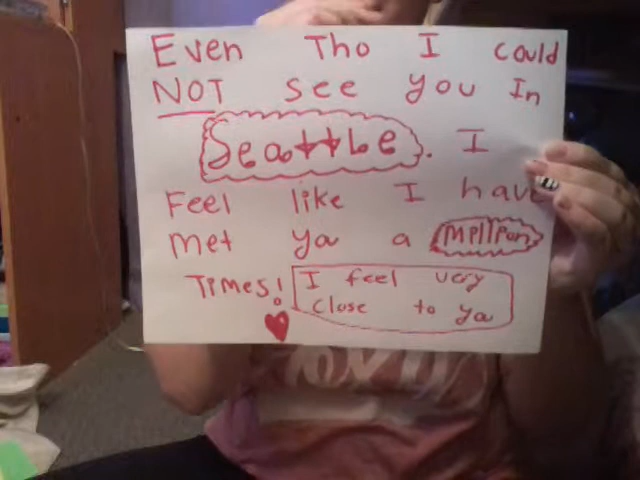 Even Tho I could
NOT see you In
Seattle. I
Feel like I have
met ya a MIllIon
TImes!
I feel very
close to ya